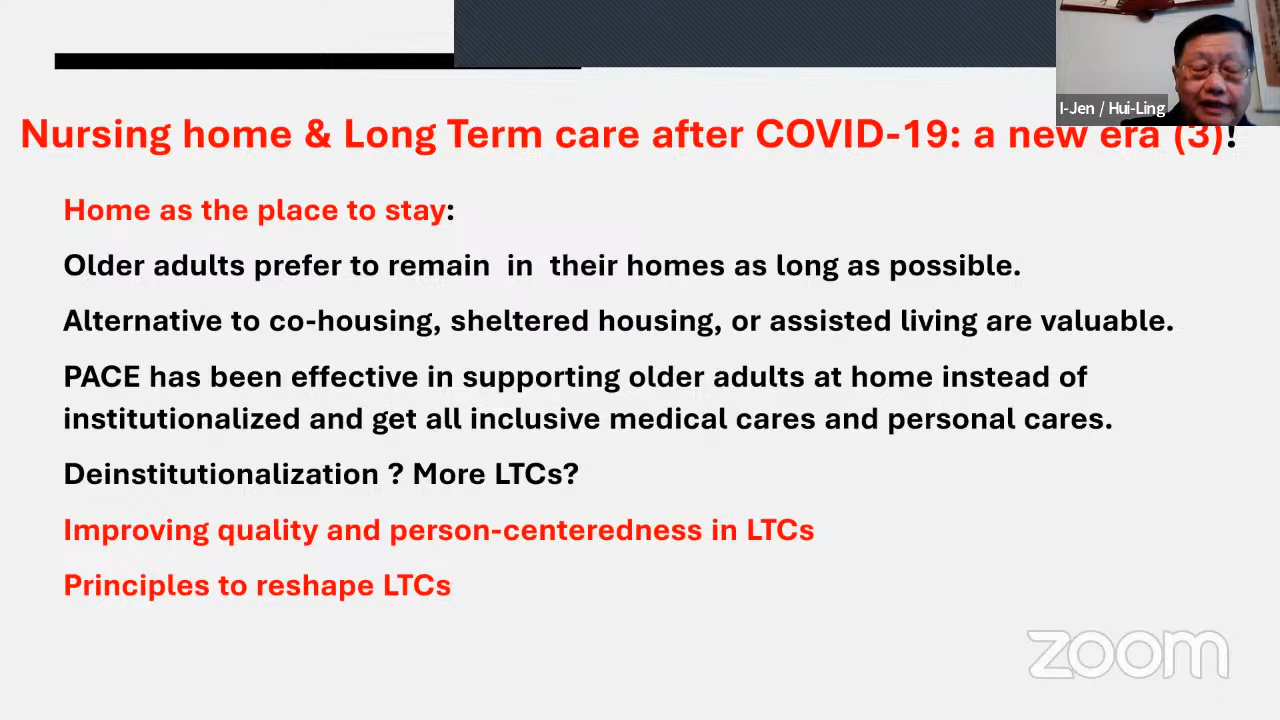 I-Jen / Hui-Ling
Nursing home & Long Term care after COVID-19: a new era (3)!
Home as the place to stay:
Older adults prefer to remain in their homes as long as possible.
Alternative to co-housing, sheltered housing, or assisted living are valuable.
PACE has been effective in supporting older adults at home instead of
institutionalized and get all inclusive medical cares and personal cares.
Deinstitutionalization ? More LTCs?
Improving quality and person-centeredness in LTCs
Principles to reshape LTCs
zoom